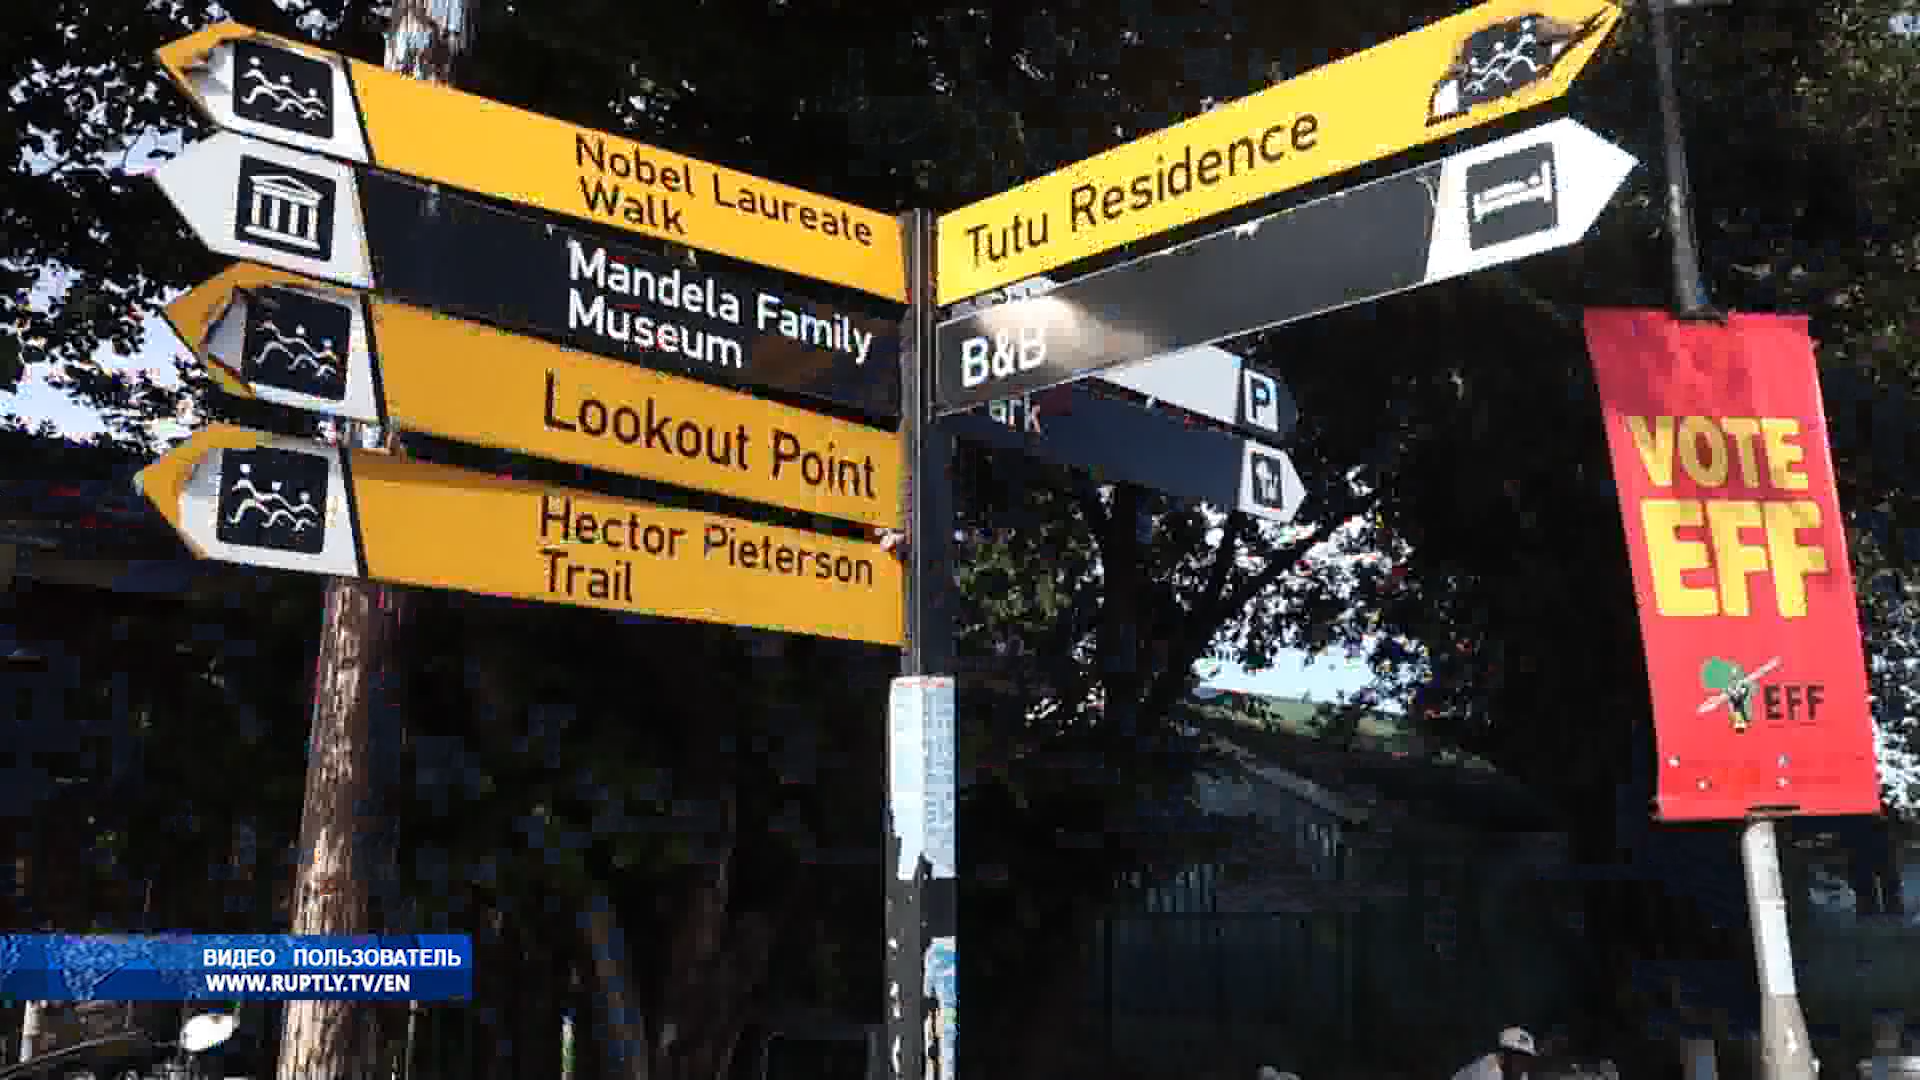 Nobel Laureate
Walk
Mandela Family
Museum
Lookout Point
Hector Pieterson
Trail
Tutu Residence
B&B
P
VOTE
EFF
EFF
ВИДЕО ПОЛЬЗОВАТЕЛЬ
WWW.RUPTLY.TV/EN